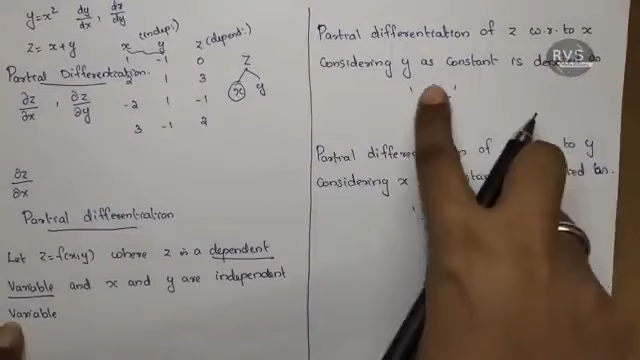 y=x² dy/dx , dx/dy
z = x+y
x y (indep:) z (depend:)
1 -1 0
2 1 3
-2 1 -1
3 -1 2
z
x y
Partial Differentiation.
∂z/∂x , ∂z/∂y
∂z/∂x
Partial differentiation
Let z=f(x,y) where z is a dependent
Variable and x and y are independent
Variable
Partial differentiation of z w.r.to x
Considering y as constant is
Partial of to y
Considering x
RVS